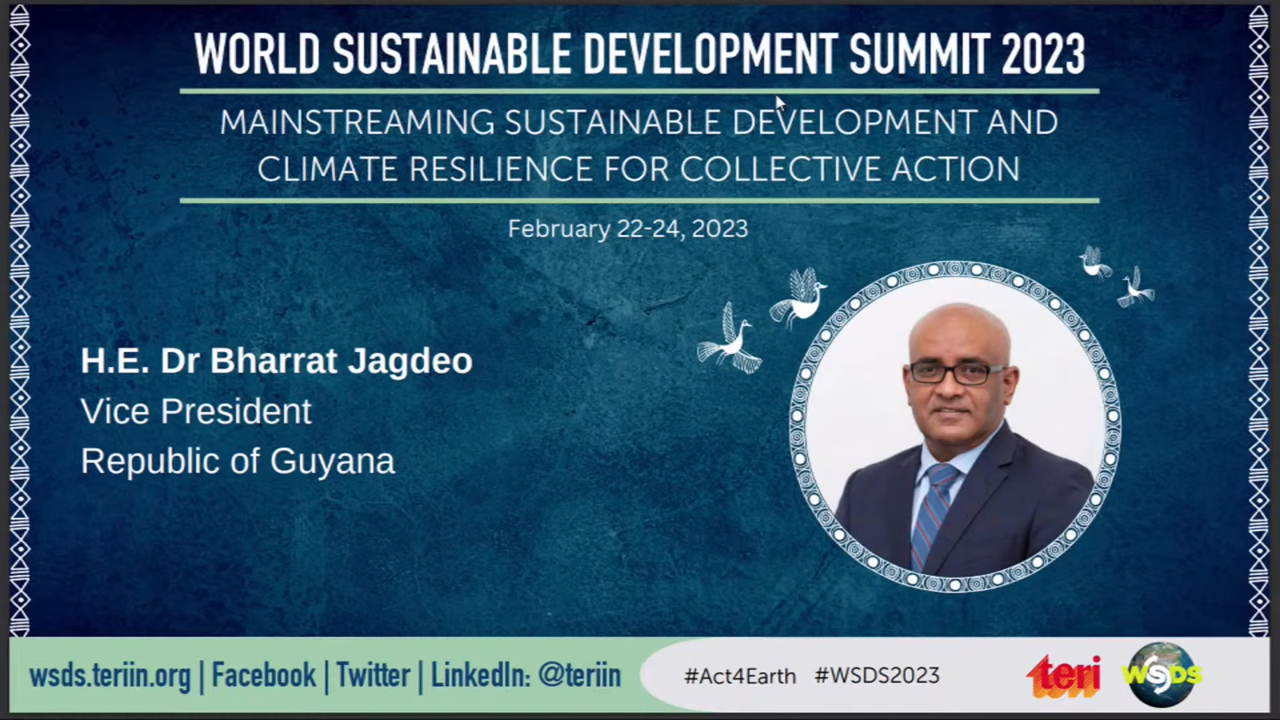 WORLD SUSTAINABLE DEVELOPMENT SUMMIT 2023
MAINSTREAMING SUSTAINABLE DEVELOPMENT AND
CLIMATE RESILIENCE FOR COLLECTIVE ACTION
February 22-24, 2023
H.E. Dr Bharrat Jagdeo
Vice President
Republic of Guyana
wsds.teriin.org | Facebook | Twitter | LinkedIn: @teriin
#Act4Earth #WSDS2023
teri
WSDS